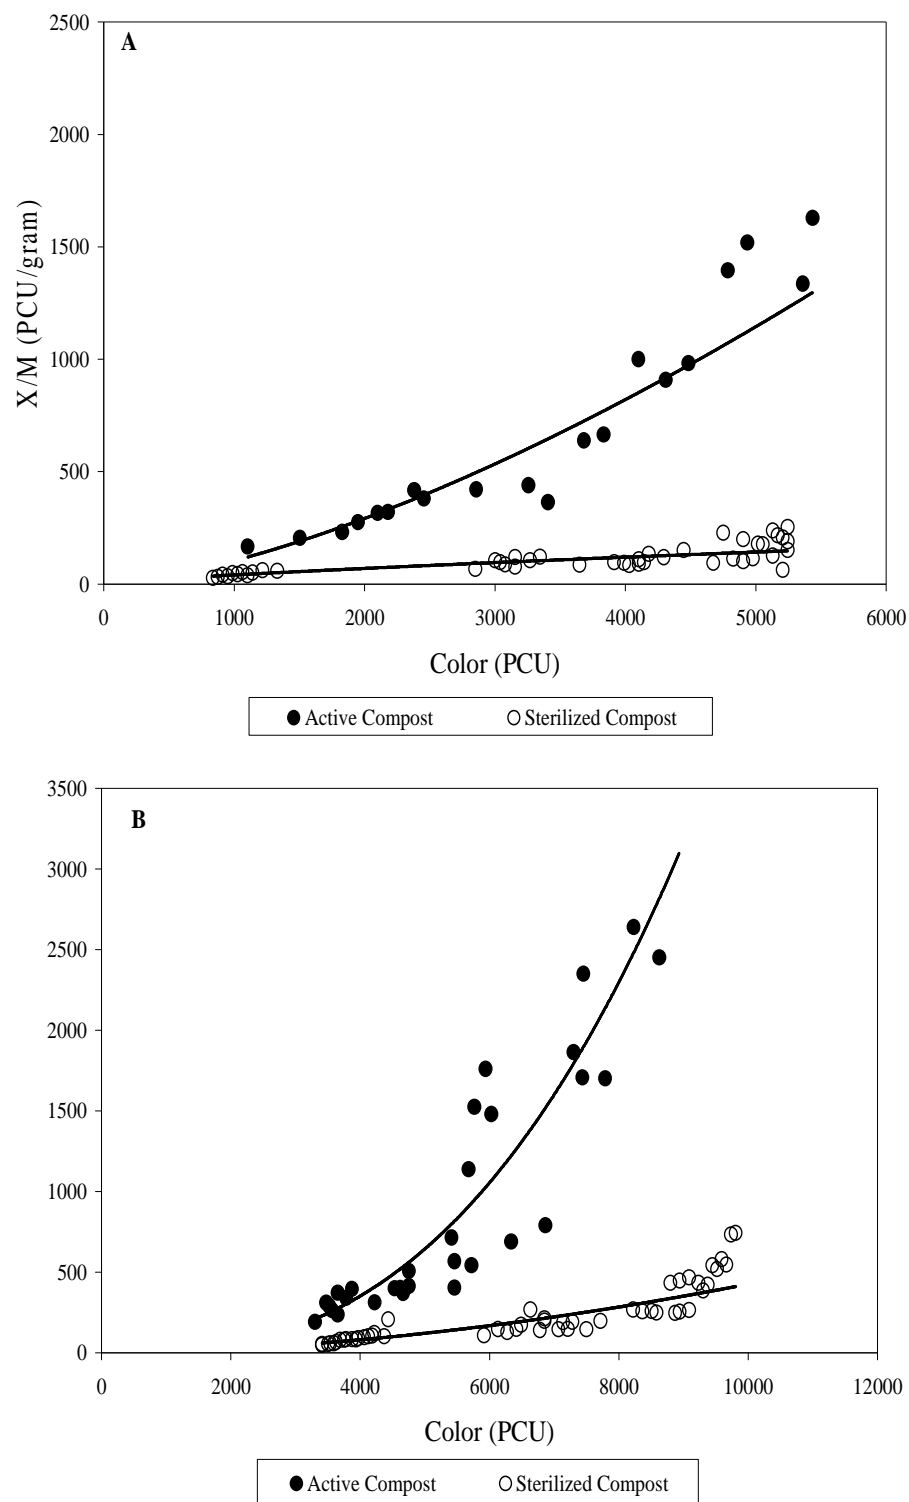 A
2500
2000
1500
1000
500
0
X/M (PCU/gram)
0 1000 2000 3000 4000 5000 6000
Color (PCU)
Active Compost Sterilized Compost
B
3500
3000
2500
2000
1500
1000
500
0
0 2000 4000 6000 8000 10000 12000
Color (PCU)
Active Compost Sterilized Compost